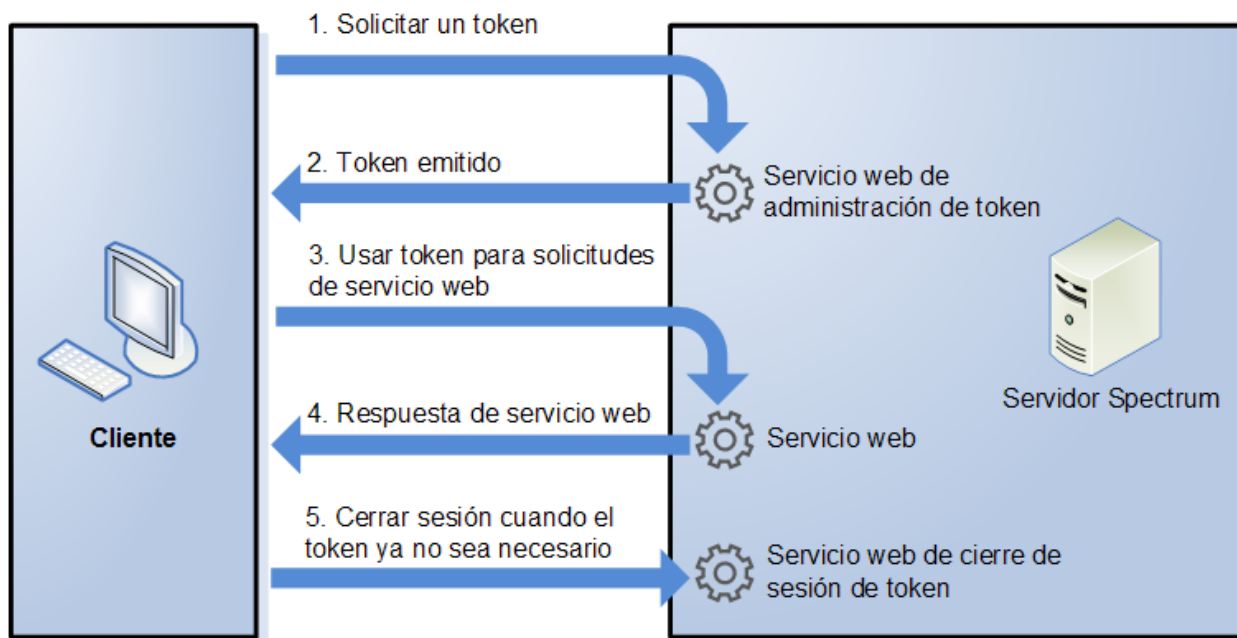 1. Solicitar un token
2. Token emitido
Servicio web de
administración de token
3. Usar token para solicitudes
de servicio web
Servidor Spectrum
4. Respuesta de servicio web
Cliente
Servicio web
5. Cerrar sesión cuando el
token ya no sea necesario
Servicio web de cierre de
sesión de token